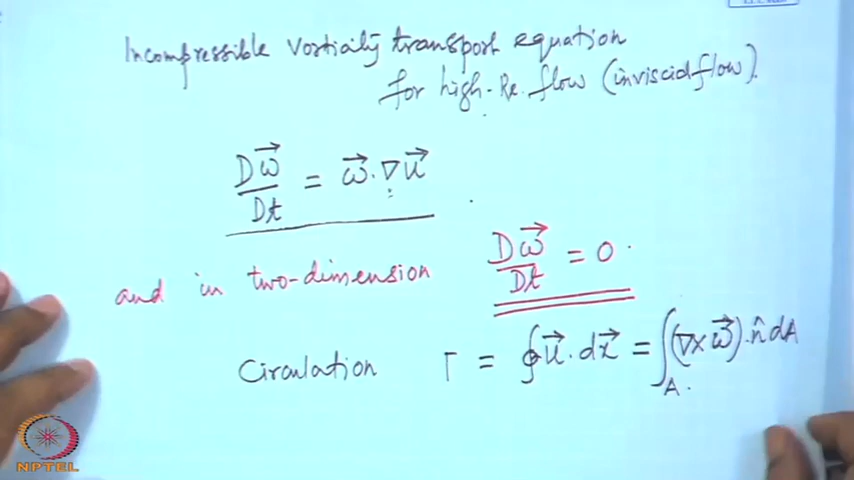 Incompressible vorticity transport equation
for high-Re flow (inviscid flow).
Dω⃗/Dt = ω⃗·∇u⃗
and in two-dimension Dω⃗/Dt = 0
Circulation Γ = ∮u⃗·dx⃗ = ∫_A (∇×ω⃗)·n̂ dA
NPTEL